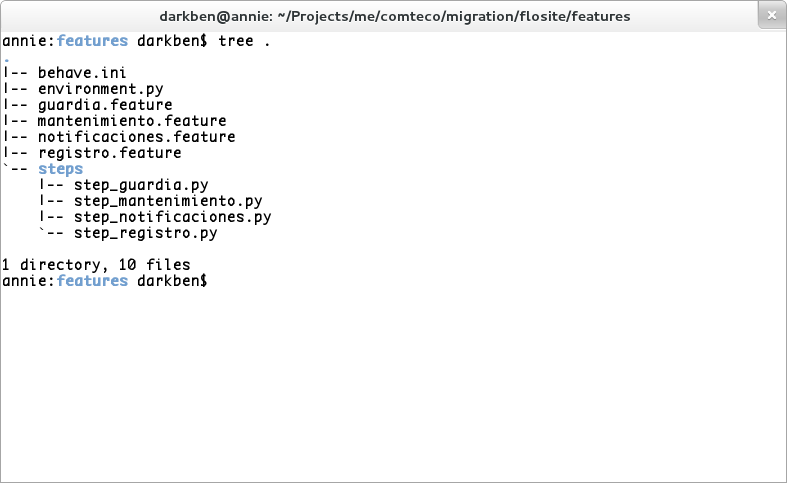 darkben@annie: ~/Projects/me/comteco/migration/flosite/features
annie:features darkben$ tree .
.
|-- behave.ini
|-- environment.py
|-- guardia.feature
|-- mantenimiento.feature
|-- notificaciones.feature
|-- registro.feature
`-- steps
    |-- step_guardia.py
    |-- step_mantenimiento.py
    |-- step_notificaciones.py
    `-- step_registro.py

1 directory, 10 files
annie:features darkben$